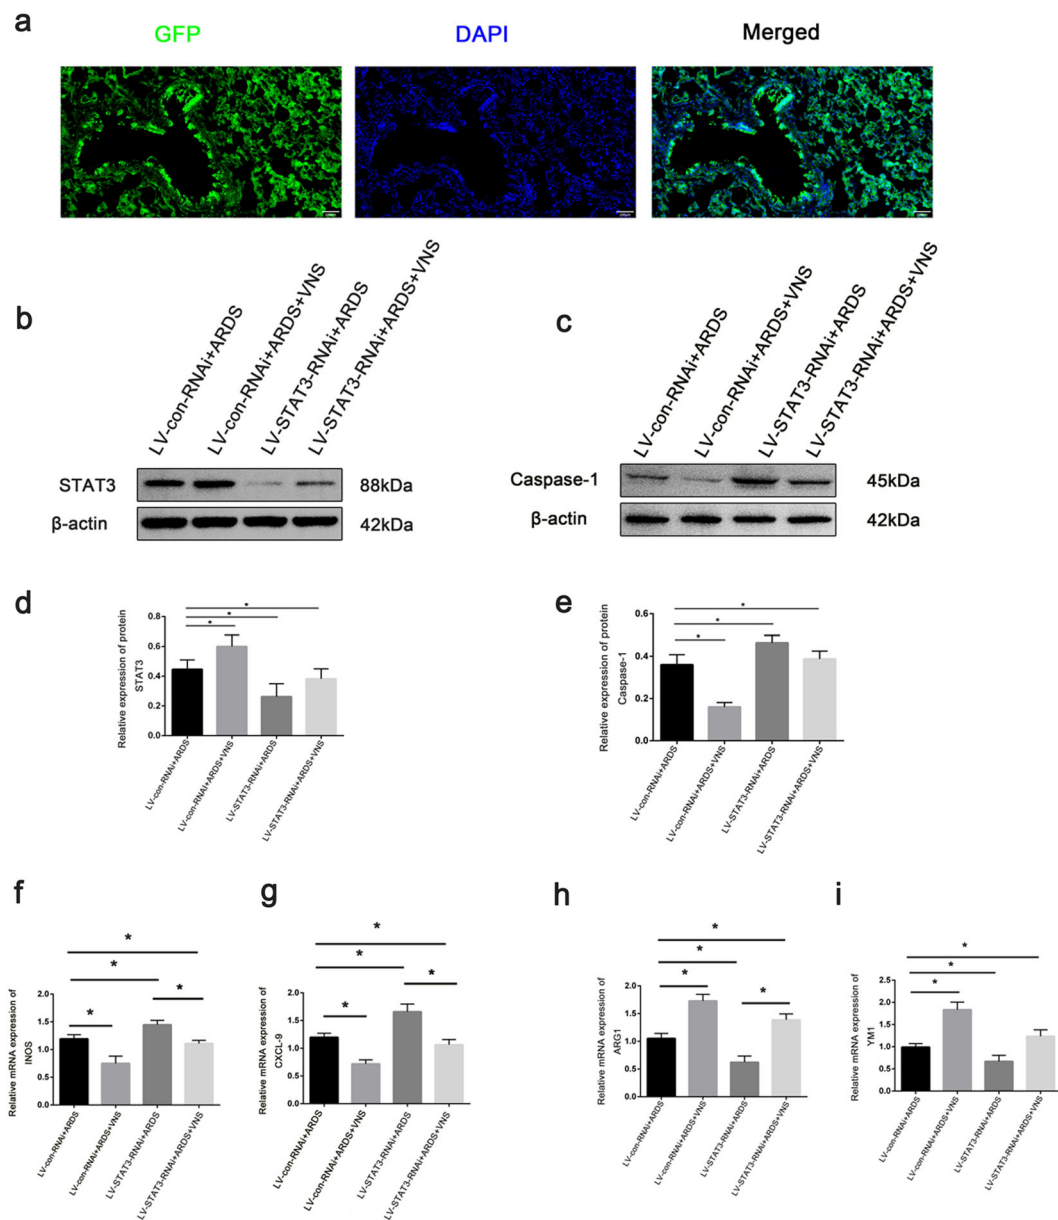 a
GFP
DAPI
Merged
b
LV-con-RNAi+ARDS
LV-con-RNAi+ARDS+VNS
LV-STAT3-RNAi+ARDS
LV-STAT3-RNAi+ARDS+VNS
STAT3
88kDa
β-actin
42kDa
c
LV-con-RNAi+ARDS
LV-con-RNAi+ARDS+VNS
LV-STAT3-RNAi+ARDS
LV-STAT3-RNAi+ARDS+VNS
Caspase-1
45kDa
β-actin
42kDa
d
Relative expression of protein
STAT3
0.8
0.6
0.4
0.2
0.0
*
*
*
LV-con-RNAi+ARDS
LV-con-RNAi+ARDS+VNS
LV-STAT3-RNAi+ARDS
LV-STAT3-RNAi+ARDS+VNS
e
Relative expression of protein
Caspase-1
0.6
0.4
0.2
0.0
*
*
*
LV-con-RNAi+ARDS
LV-con-RNAi+ARDS+VNS
LV-STAT3-RNAi+ARDS
LV-STAT3-RNAi+ARDS+VNS
f
Relative mRNA expression of
INOS
2.0
1.5
1.0
0.5
0.0
*
*
*
*
LV-con-RNAi+ARDS
LV-con-RNAi+ARDS+VNS
LV-STAT3-RNAi+ARDS
LV-STAT3-RNAi+ARDS+VNS
g
Relative mRNA expression of
CXCL-9
2.0
1.5
1.0
0.5
0.0
*
*
*
*
LV-con-RNAi+ARDS
LV-con-RNAi+ARDS+VNS
LV-STAT3-RNAi+ARDS
LV-STAT3-RNAi+ARDS+VNS
h
Relative mRNA expression of
ARG1
2.0
1.5
1.0
0.5
0.0
*
*
*
*
LV-con-RNAi+ARDS
LV-con-RNAi+ARDS+VNS
LV-STAT3-RNAi+ARDS
LV-STAT3-RNAi+ARDS+VNS
i
Relative mRNA expression of
YM1
2.5
2.0
1.5
1.0
0.5
0.0
*
*
*
LV-con-RNAi+ARDS
LV-con-RNAi+ARDS+VNS
LV-STAT3-RNAi+ARDS
LV-STAT3-RNAi+ARDS+VNS